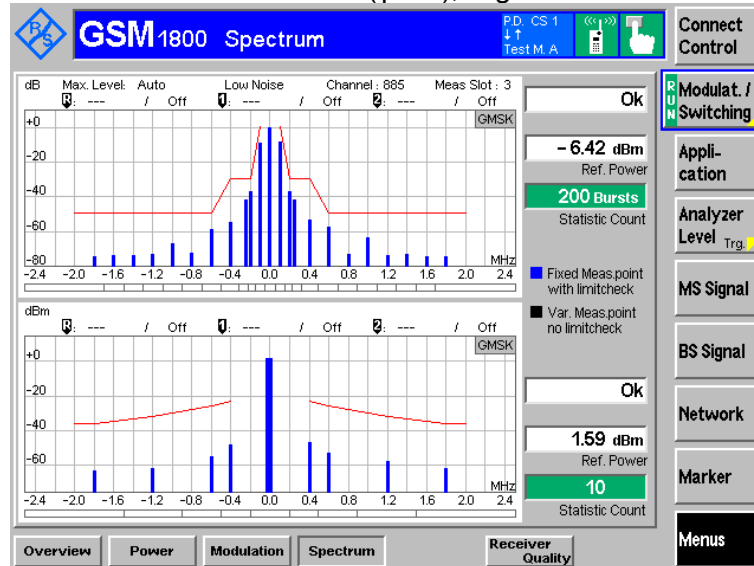 R/S
GSM 1800 Spectrum
P.D. CS 1
↓↑
Test M. A
Connect
Control
dB Max. Level: Auto Low Noise Channel : 885 Meas Slot : 3
R: --- / Off 1: --- / Off 2: --- / Off
GMSK
+0
-20
-40
-60
-80
MHz
-2.4 -2.0 -1.6 -1.2 -0.8 -0.4 0.0 0.4 0.8 1.2 1.6 2.0 2.4
Ok
- 6.42 dBm
Ref. Power
200 Bursts
Statistic Count
Fixed Meas.point
with limitcheck
Var. Meas.point
no limitcheck
dBm
R: --- / Off 1: --- / Off 2: --- / Off
GMSK
+0
-20
-40
-60
MHz
-2.4 -2.0 -1.6 -1.2 -0.8 -0.4 0.0 0.4 0.8 1.2 1.6 2.0 2.4
Ok
1.59 dBm
Ref. Power
10
Statistic Count
RUN
Modulat. /
Switching
Appli-
cation
Analyzer
Level Trg.
MS Signal
BS Signal
Network
Marker
Menus
Overview Power Modulation Spectrum Receiver
Quality